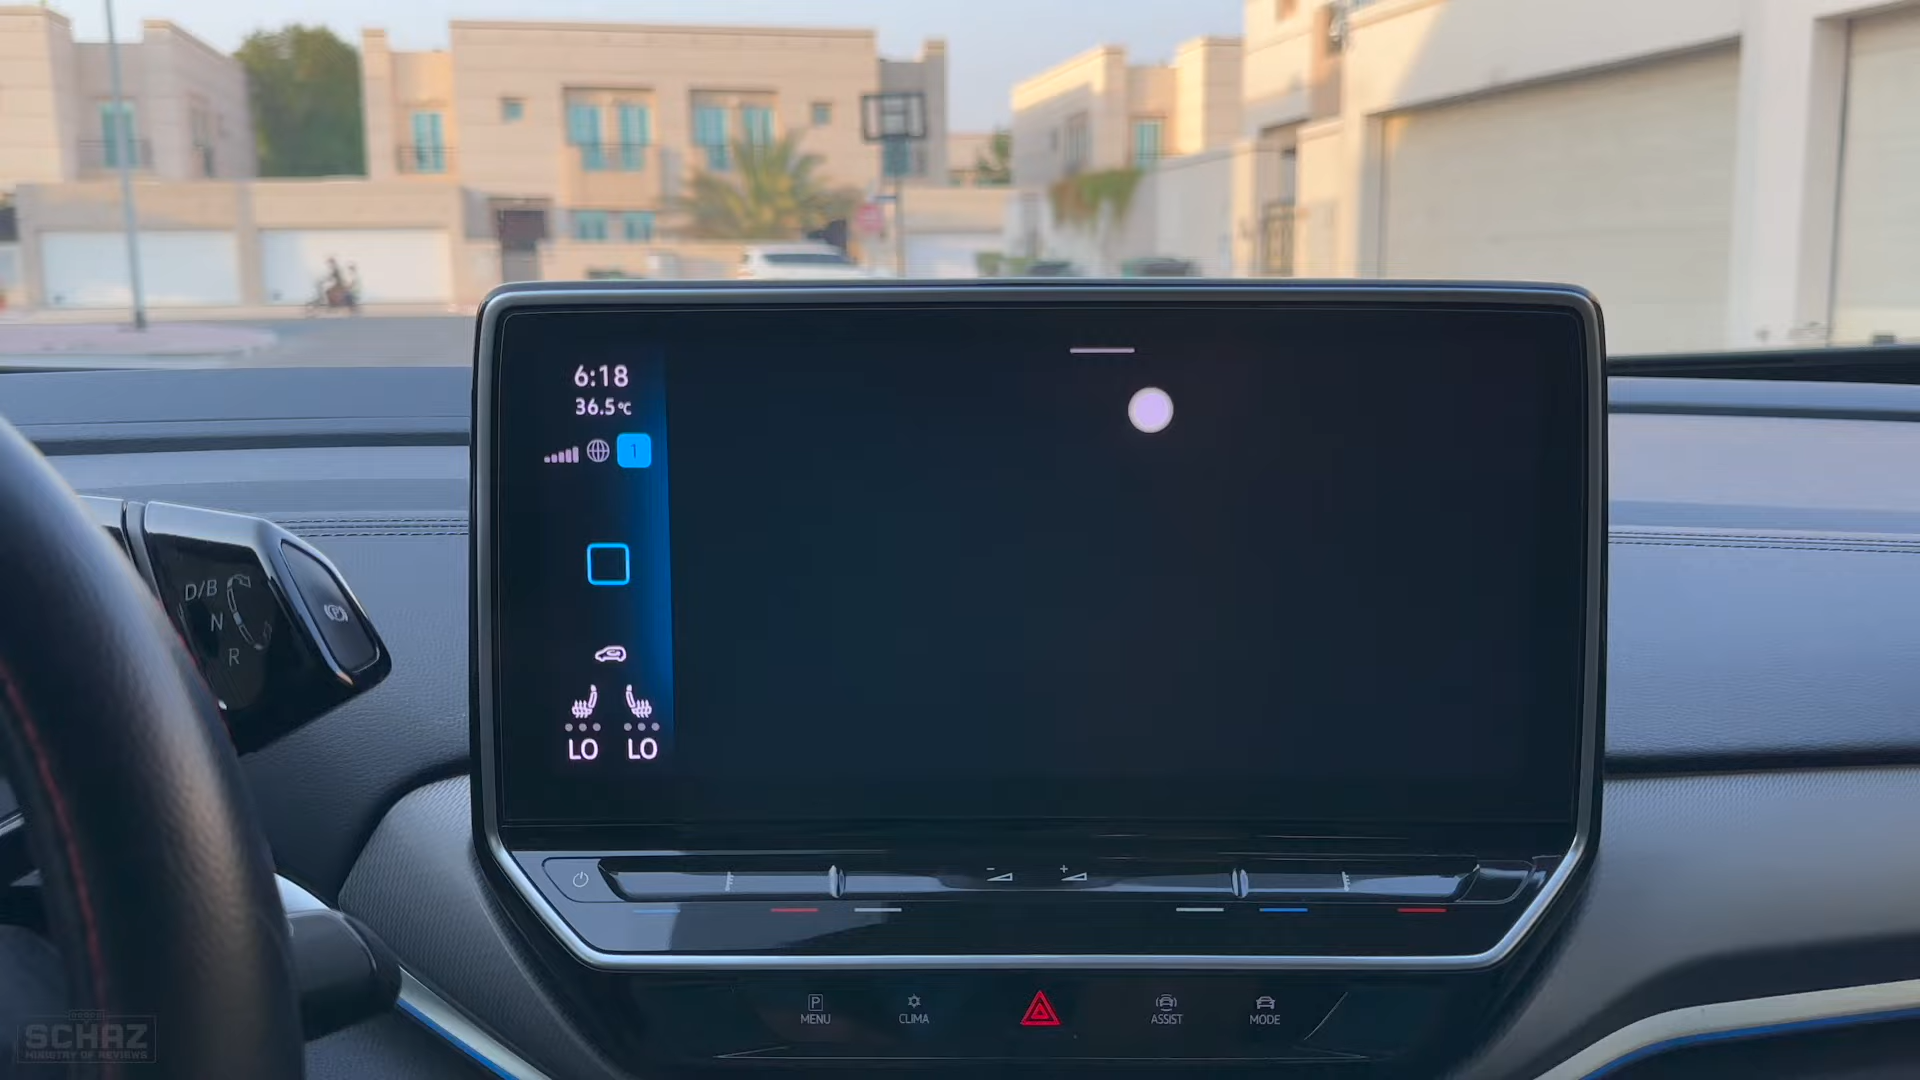 6:18
36.5°C
1
D/B
N
R
P
LO LO
- +
P
MENU
CLIMA
ASSIST
MODE
SCHAZ
MINISTRY OF REVIEWS